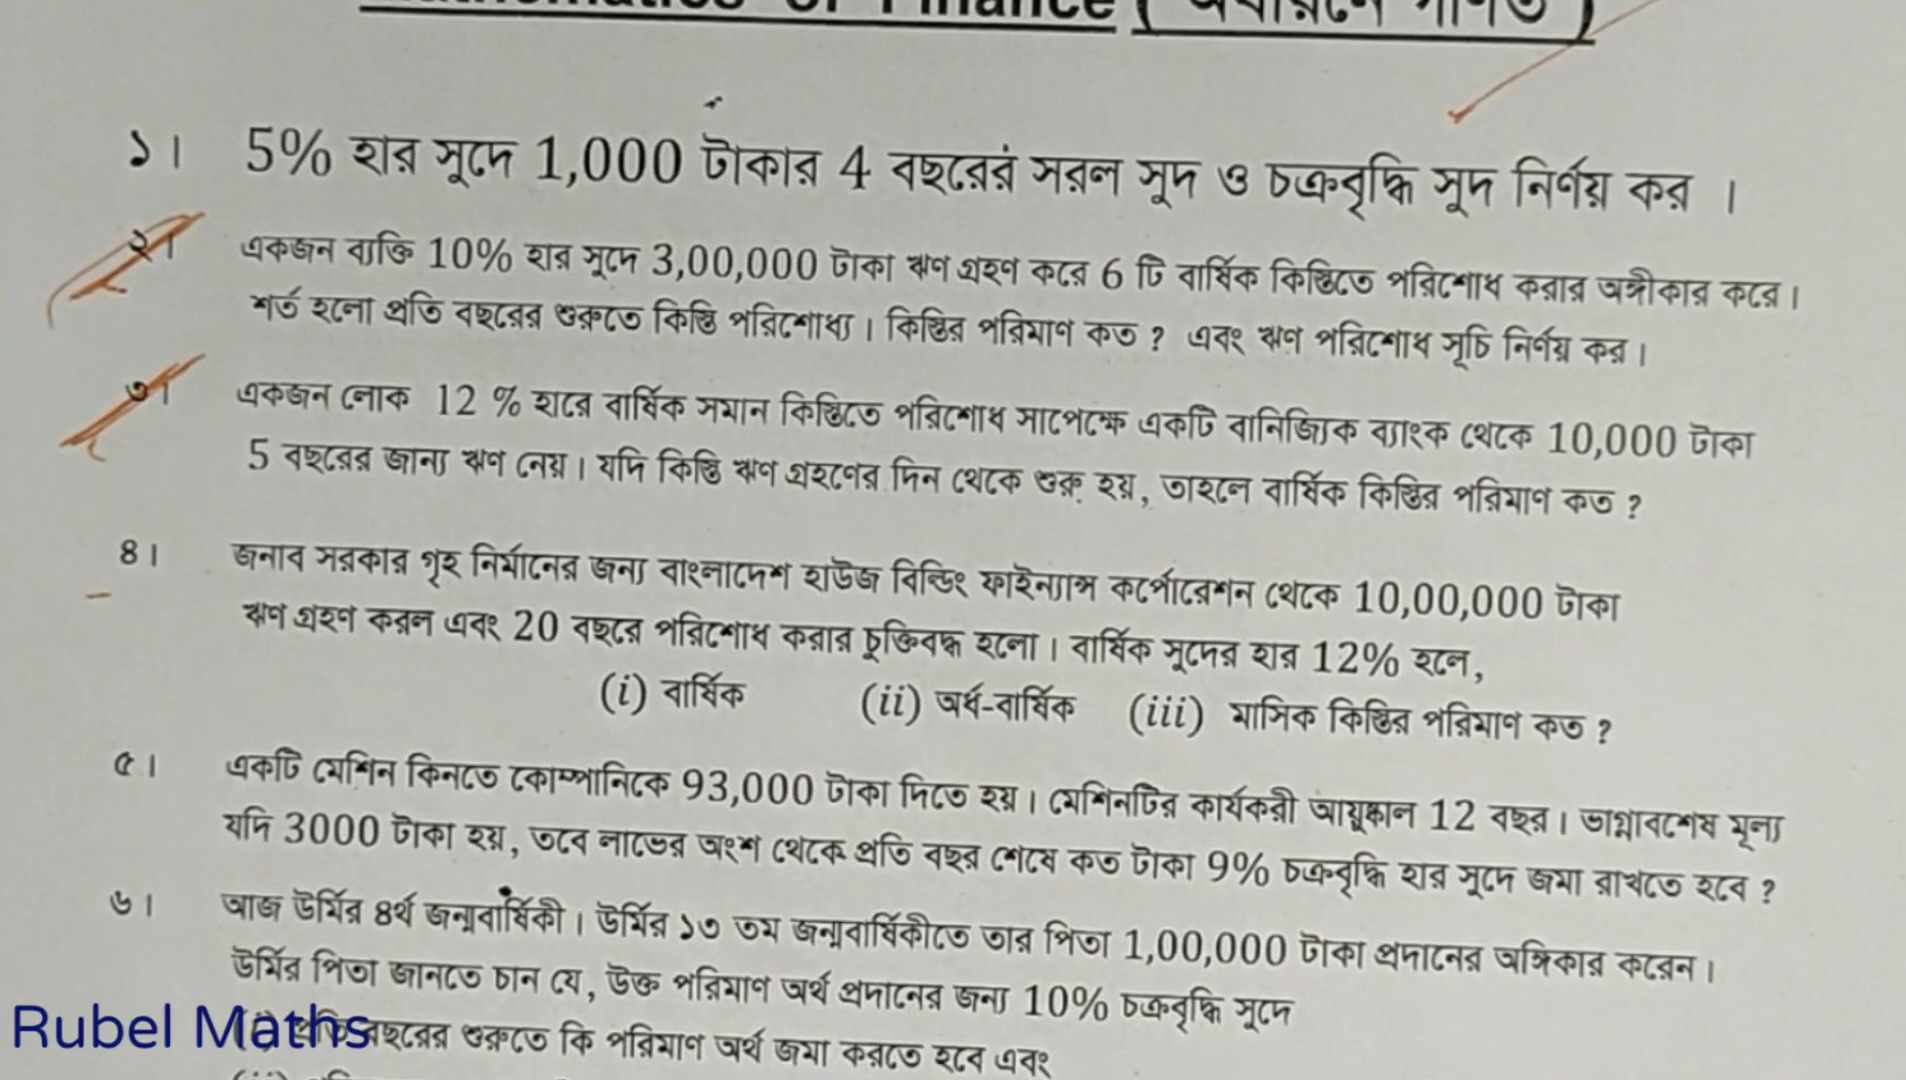 Mathematics of Finance ( অর্থায়নে গণিত )
১। 5% হার সুদে 1,000 টাকার 4 বছরের সরল সুদ ও চক্রবৃদ্ধি সুদ নির্ণয় কর ।
২। একজন ব্যক্তি 10% হার সুদে 3,00,000 টাকা ঋণ গ্রহণ করে 6 টি বার্ষিক কিস্তিতে পরিশোধ করার অঙ্গীকার করে।
শর্ত হলো প্রতি বছরের শুরুতে কিস্তি পরিশোধ্য । কিস্তির পরিমাণ কত ? এবং ঋণ পরিশোধ সূচি নির্ণয় কর ।
৩। একজন লোক 12 % হারে বার্ষিক সমান কিস্তিতে পরিশোধ সাপেক্ষে একটি বানিজ্যিক ব্যাংক থেকে 10,000 টাকা
5 বছরের জান্য ঋণ নেয় । যদি কিস্তি ঋণ গ্রহণের দিন থেকে শুরু হয় , তাহলে বার্ষিক কিস্তির পরিমাণ কত ?
৪। জনাব সরকার গৃহ নির্মানের জন্য বাংলাদেশ হাউজ বিল্ডিং ফাইন্যান্স কর্পোরেশন থেকে 10,00,000 টাকা
ঋণ গ্রহণ করল এবং 20 বছরে পরিশোধ করার চুক্তিবদ্ধ হলো । বার্ষিক সুদের হার 12% হলে ,
(i) বার্ষিক (ii) অর্ধ-বার্ষিক (iii) মাসিক কিস্তির পরিমাণ কত ?
৫। একটি মেশিন কিনতে কোম্পানিকে 93,000 টাকা দিতে হয় । মেশিনটির কার্যকরী আয়ুষ্কাল 12 বছর । ভাগ্নাবশেষ মূল্য
যদি 3000 টাকা হয় , তবে লাভের অংশ থেকে প্রতি বছর শেষে কত টাকা 9% চক্রবৃদ্ধি হার সুদে জমা রাখতে হবে ?
৬। আজ উর্মির ৪র্থ জন্মবার্ষিকী । উর্মির ১৩ তম জন্মবার্ষিকীতে তার পিতা 1,00,000 টাকা প্রদানের অঙ্গিকার করেন ।
উর্মির পিতা জানতে চান যে , উক্ত পরিমাণ অর্থ প্রদানের জন্য 10% চক্রবৃদ্ধি সুদে
(i) প্রতি বছরের শুরুতে কি পরিমাণ অর্থ জমা করতে হবে এবং
Rubel Maths